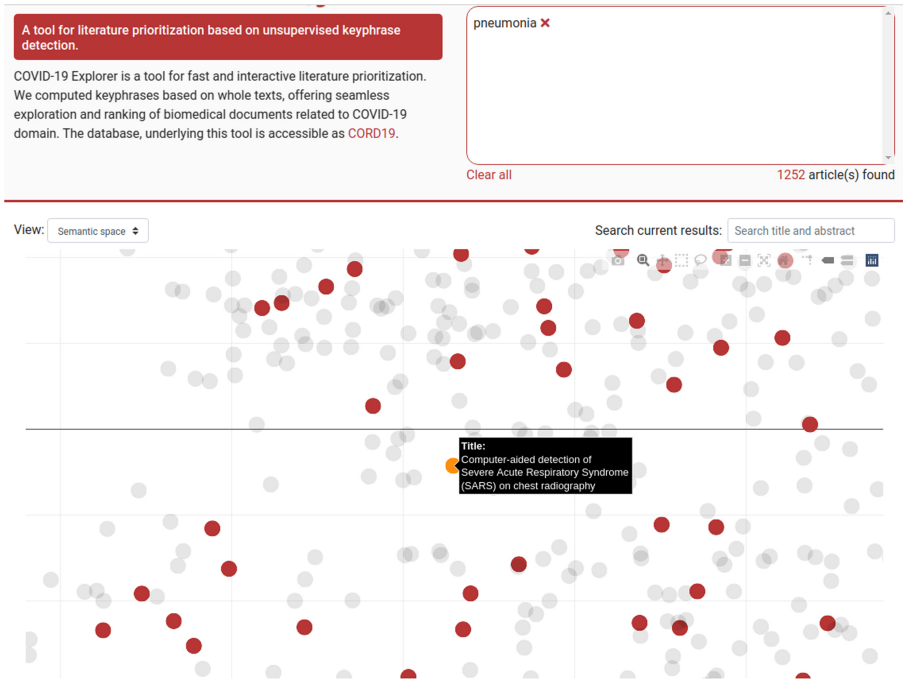 A tool for literature prioritization based on unsupervised keyphrase
detection.
COVID-19 Explorer is a tool for fast and interactive literature prioritization.
We computed keyphrases based on whole texts, offering seamless
exploration and ranking of biomedical documents related to COVID-19
domain. The database, underlying this tool is accessible as CORD19.
pneumonia ✖
Clear all
1252 article(s) found
View: Semantic space
Search current results: Search title and abstract
Title:
Computer-aided detection of
Severe Acute Respiratory Syndrome
(SARS) on chest radiography